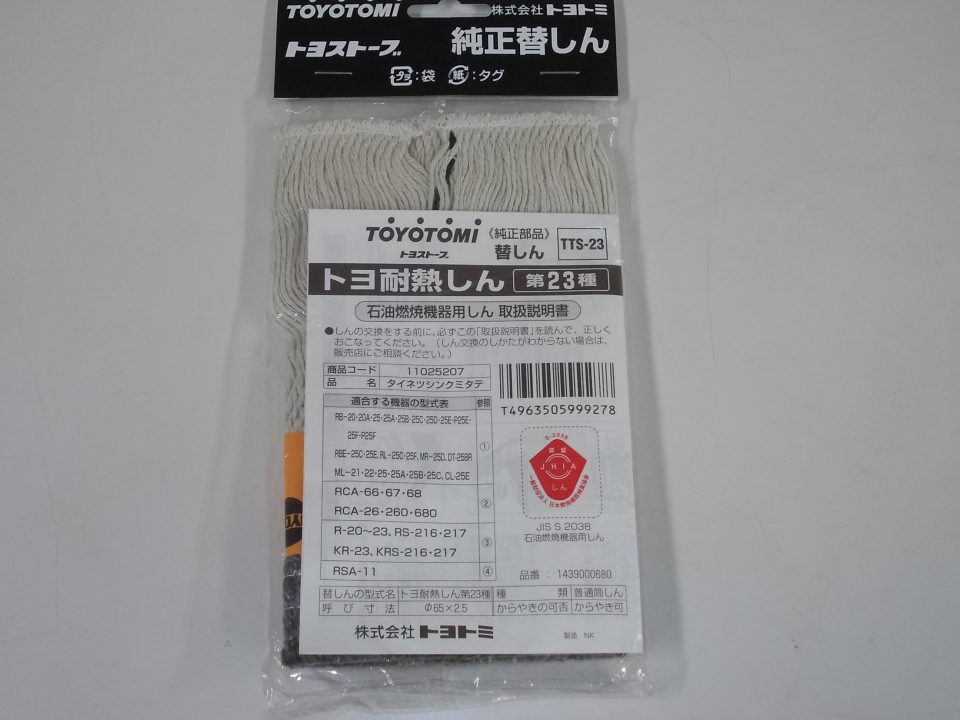 TOYOTOMI 株式会社トヨトミ
トヨストーブ 純正替しん
プラ:袋 紙:タグ
TOYOTOMI 《純正部品》 TTS-23
トヨストーブ 替しん
トヨ耐熱しん 第23種
石油燃焼機器用しん 取扱説明書
●しんの交換をする前に、必ずこの「取扱説明書」を読んで、正しく
おこなってください。(しん交換のしかたがわからない場合は、
販売店にご相談ください。)
商品コード 11025207
品名 タイネツシンクミタテ
T4963505999278
適合する機器の型式表 参照
RB-20・20A・25・25A・25B・25C・25D・25E・P25E・
25F・P25F
RBE-25C・25E、RL-25C・25F、MR-25D、DT-25BR
ML-21・22・25・25A・25B・25C、CL-25E
①
RCA-66・67・68
RCA-26・260・680
②
R-20～23、RS-216・217
KR-23、KRS-216・217
③
RSA-11 ④
S-2038
JHIA
しん
JIS S 2038
石油燃焼機器用しん
品番: 1439000680
替しんの型式名 トヨ耐熱しん第23種 種類 普通筒しん
呼び寸法 Φ65×2.5 からやきの可否 からやき可
株式会社 トヨトミ
製造 NK